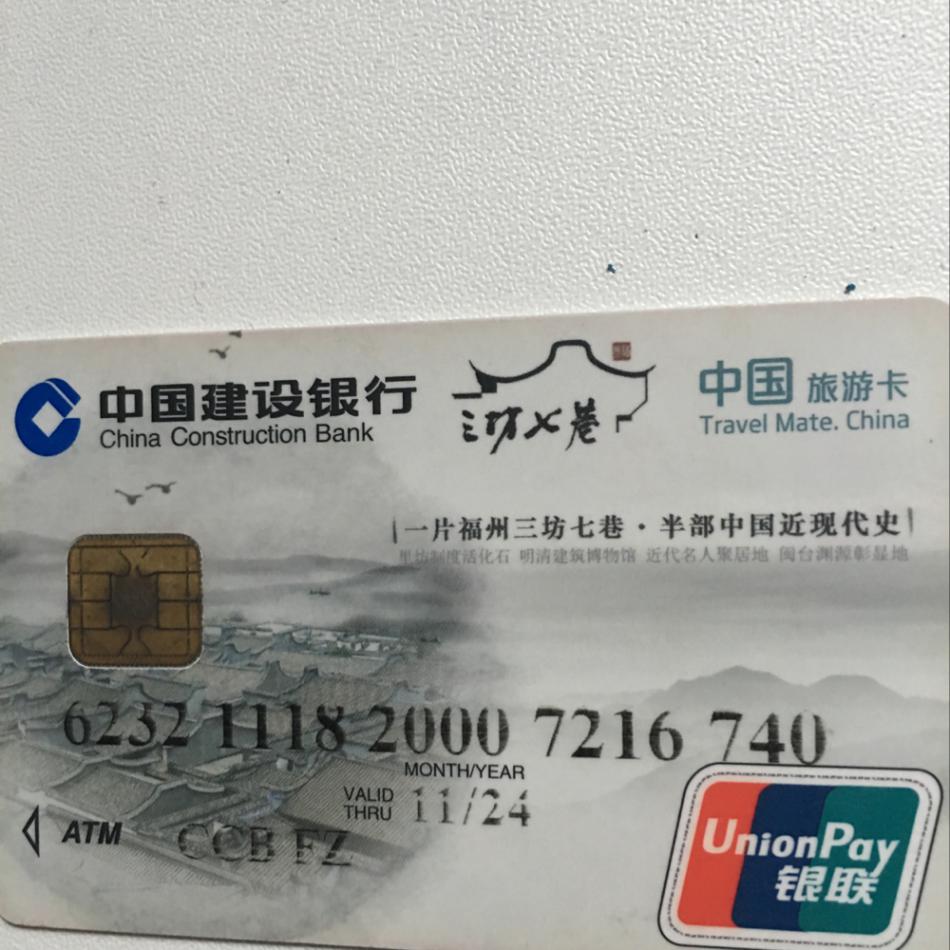 中国建设银行
China Construction Bank
三坊七巷
中国 旅游卡
Travel Mate. China
一片福州三坊七巷·半部中国近现代史
里坊制度活化石 明清建筑博物馆 近代名人聚居地 闽台渊源彰显地
6232 1118 2000 7216 740
MONTH/YEAR
VALID THRU 11/24
ATM
CCB FZ
UnionPay
银联